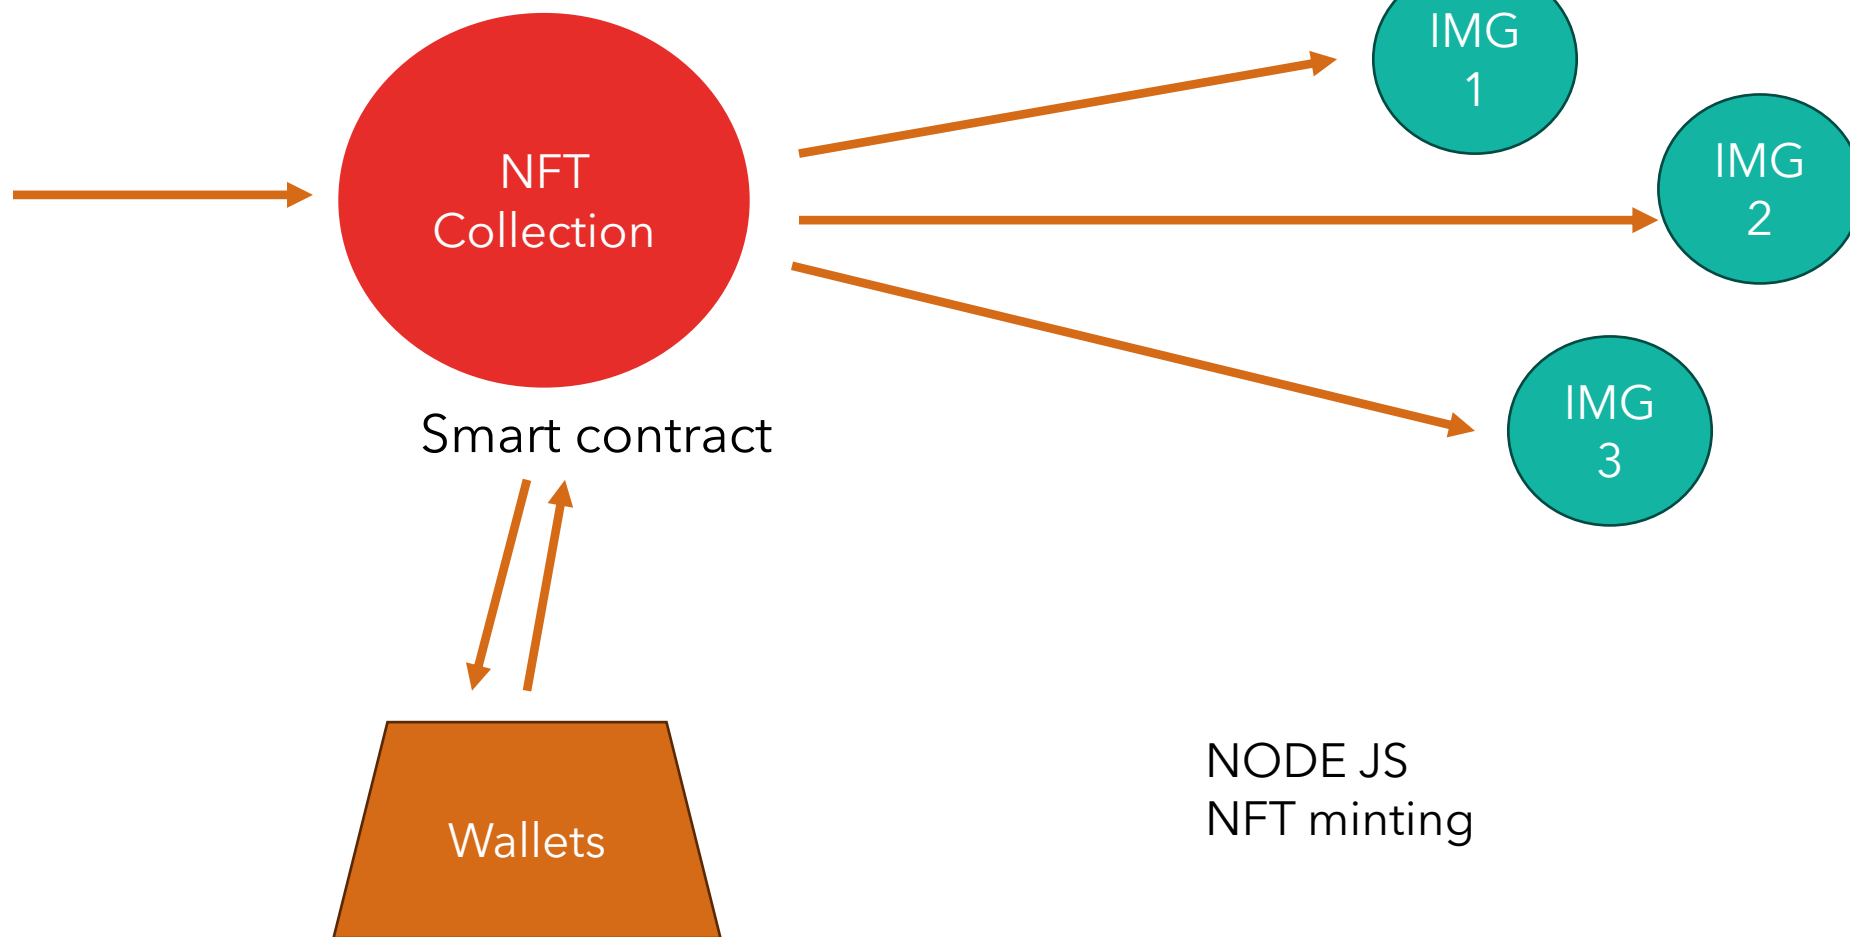 IMG
1
IMG
2
NFT
Collection
IMG
3
Smart contract
NODE JS
NFT minting
Wallets